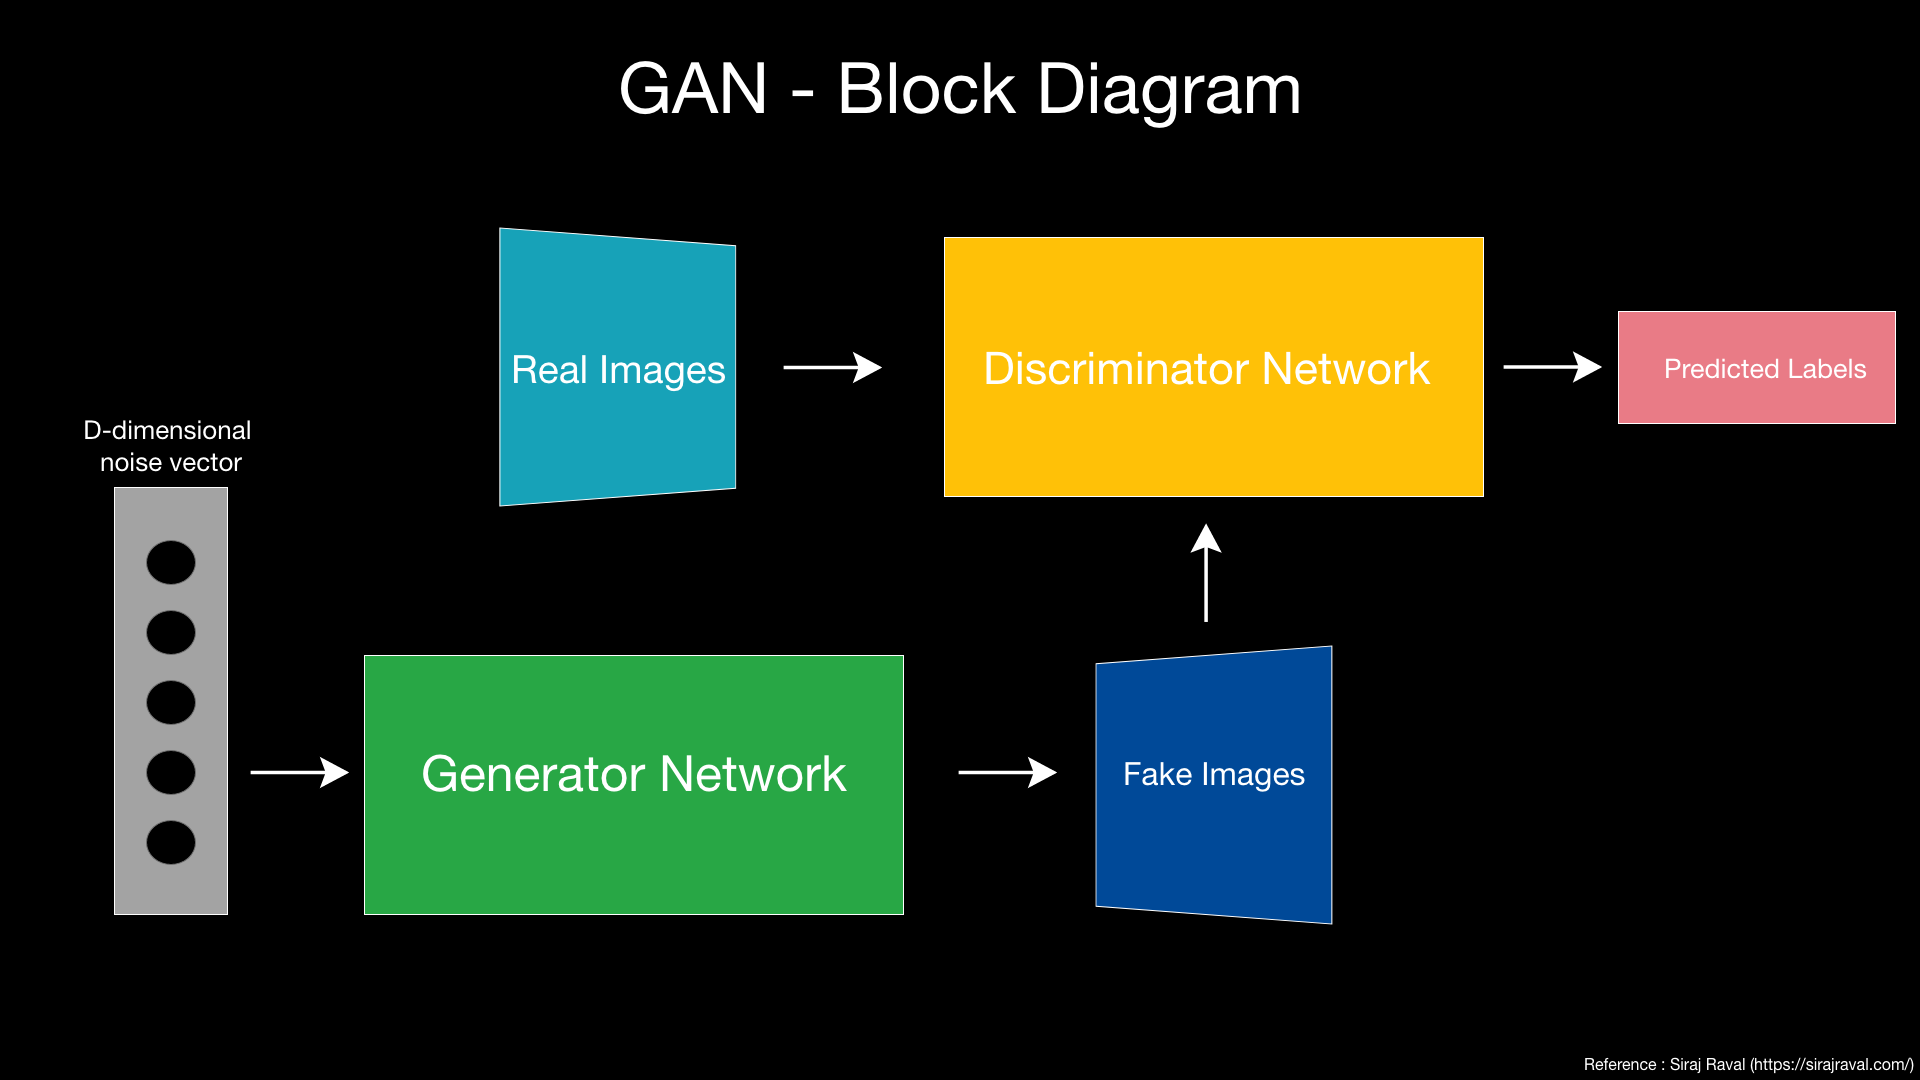 GAN - Block Diagram
Real Images
Discriminator Network
Predicted Labels
D-dimensional
noise vector
Generator Network
Fake Images
Reference : Siraj Raval (https://sirajraval.com/)